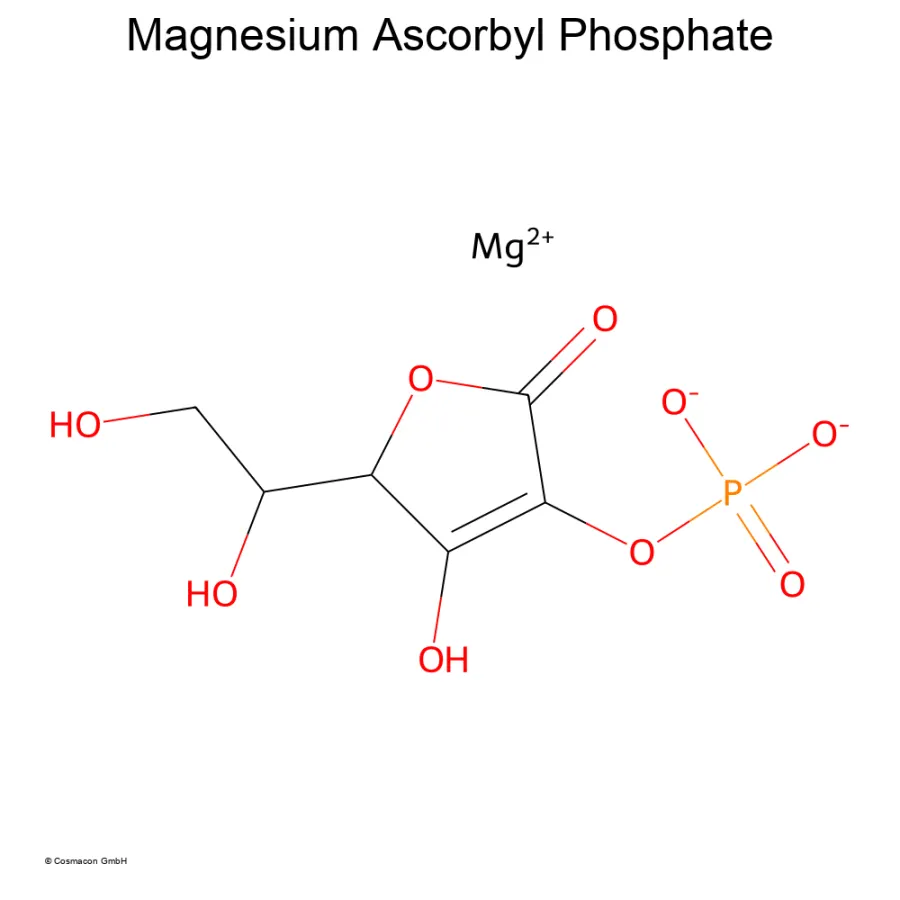 Magnesium Ascorbyl Phosphate
Mg²⁺
O
O
O⁻
O⁻
HO
P
O
O
HO
OH
© Cosmacon GmbH